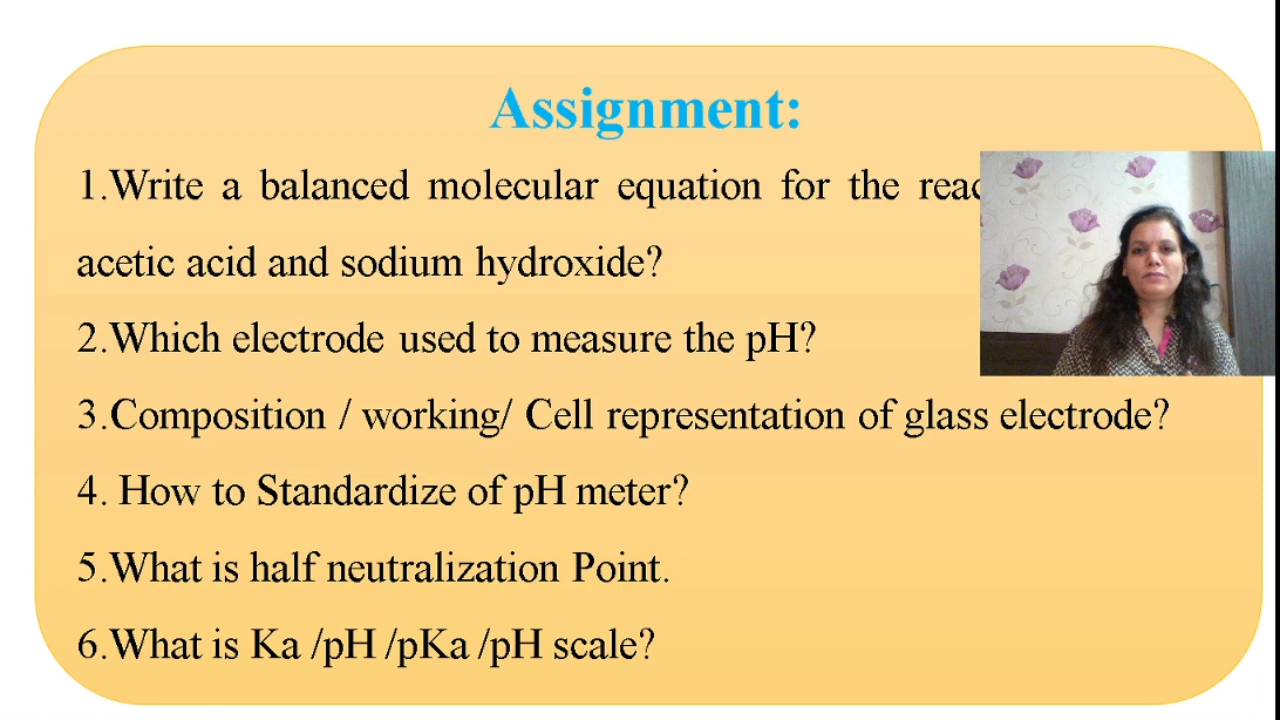 Assignment:
1.Write a balanced molecular equation for the
acetic acid and sodium hydroxide?
2.Which electrode used to measure the pH?
3.Composition / working/ Cell representation of glass electrode?
4. How to Standardize of pH meter?
5.What is half neutralization Point.
6.What is Ka /pH /pKa /pH scale?